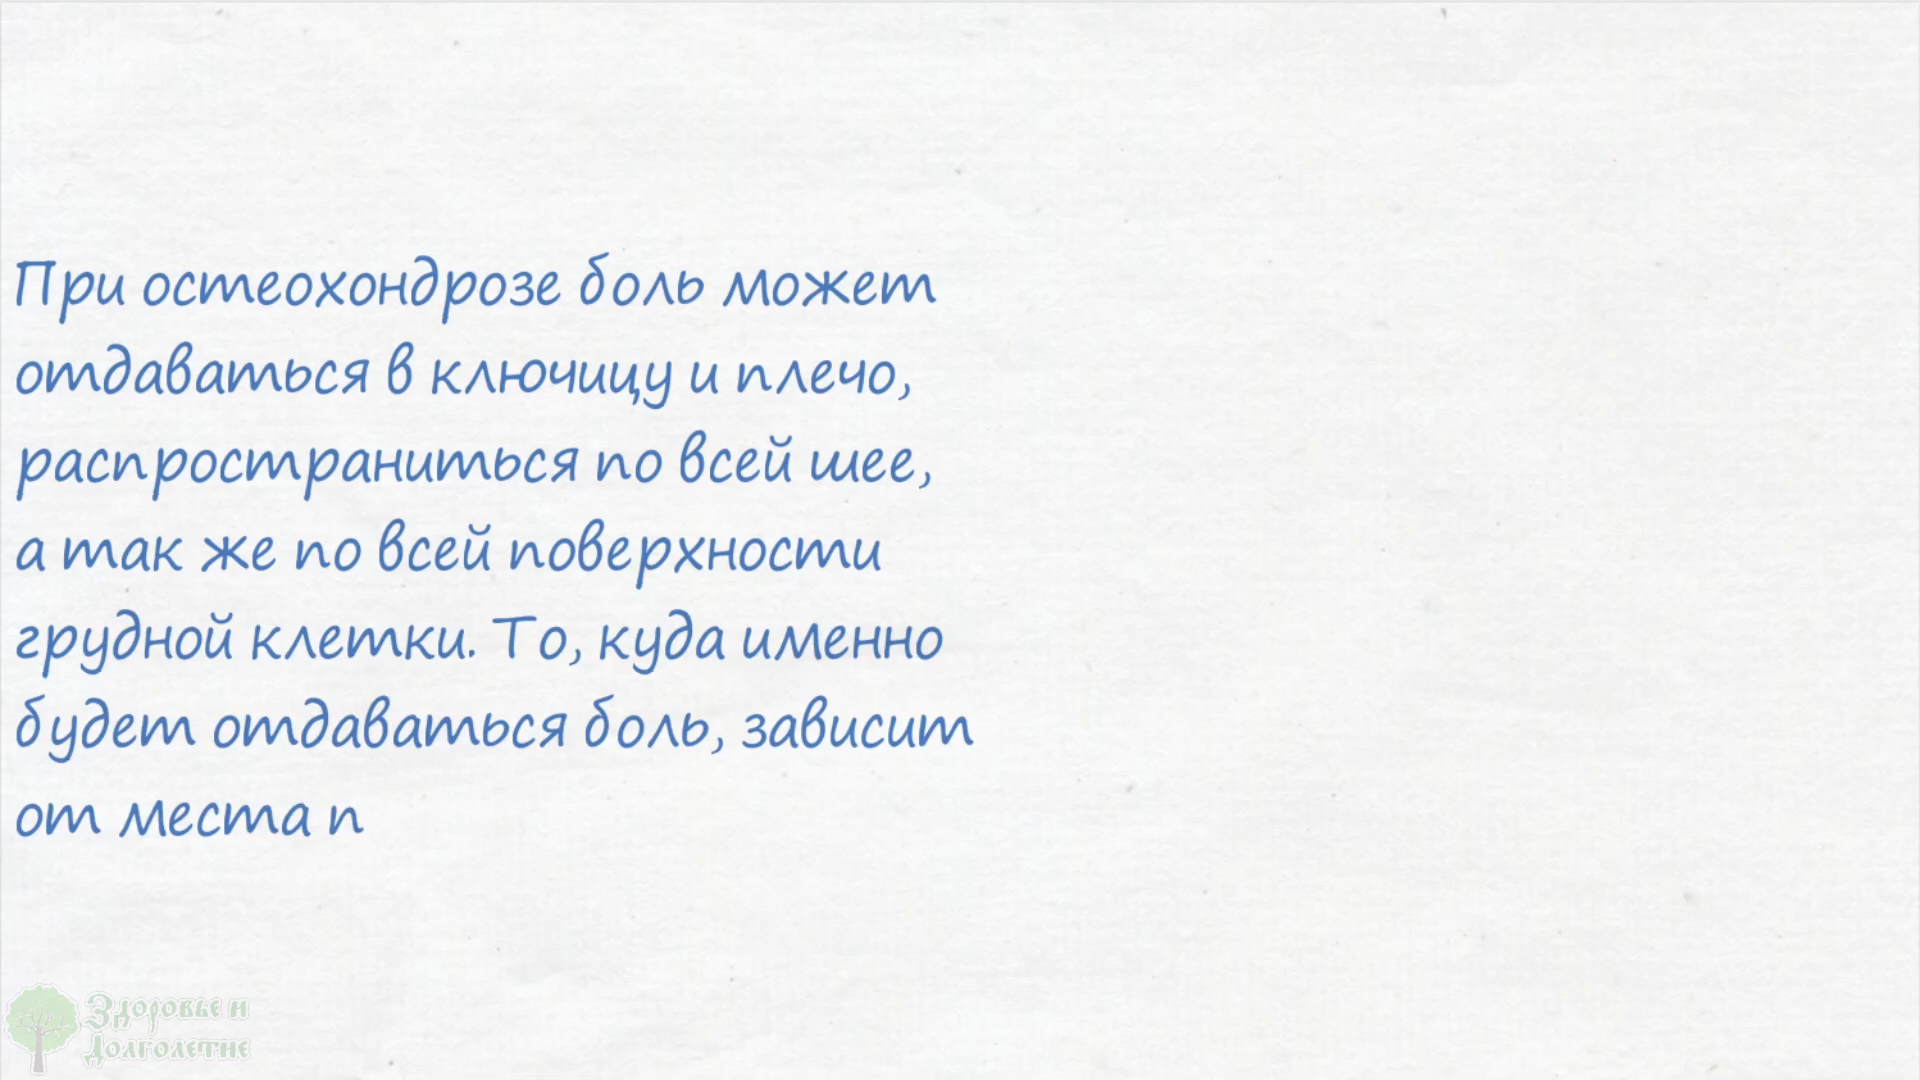 При остеохондрозе боль может
отдаваться в ключицу и плечо,
распространиться по всей шее,
а так же по всей поверхности
грудной клетки. То, куда именно
будет отдаваться боль, зависит
от места п
Здоровье и
Долголетие